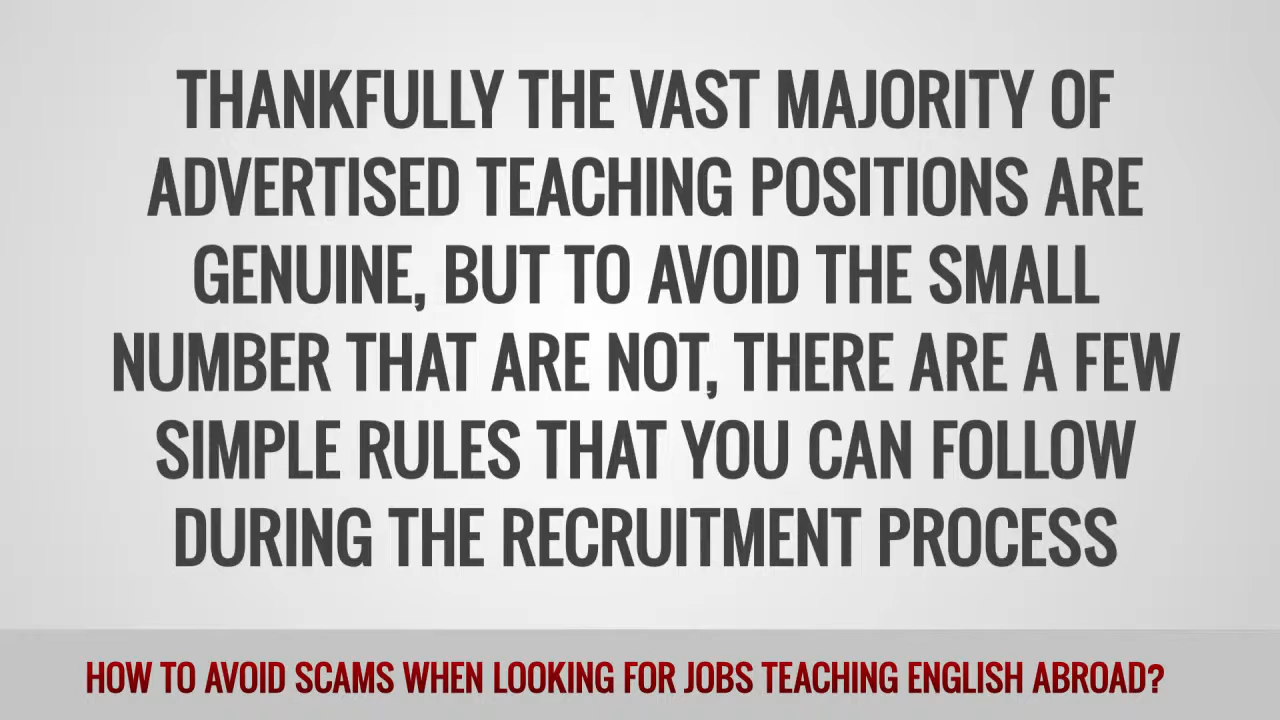 THANKFULLY THE VAST MAJORITY OF
ADVERTISED TEACHING POSITIONS ARE
GENUINE, BUT TO AVOID THE SMALL
NUMBER THAT ARE NOT, THERE ARE A FEW
SIMPLE RULES THAT YOU CAN FOLLOW
DURING THE RECRUITMENT PROCESS
HOW TO AVOID SCAMS WHEN LOOKING FOR JOBS TEACHING ENGLISH ABROAD?